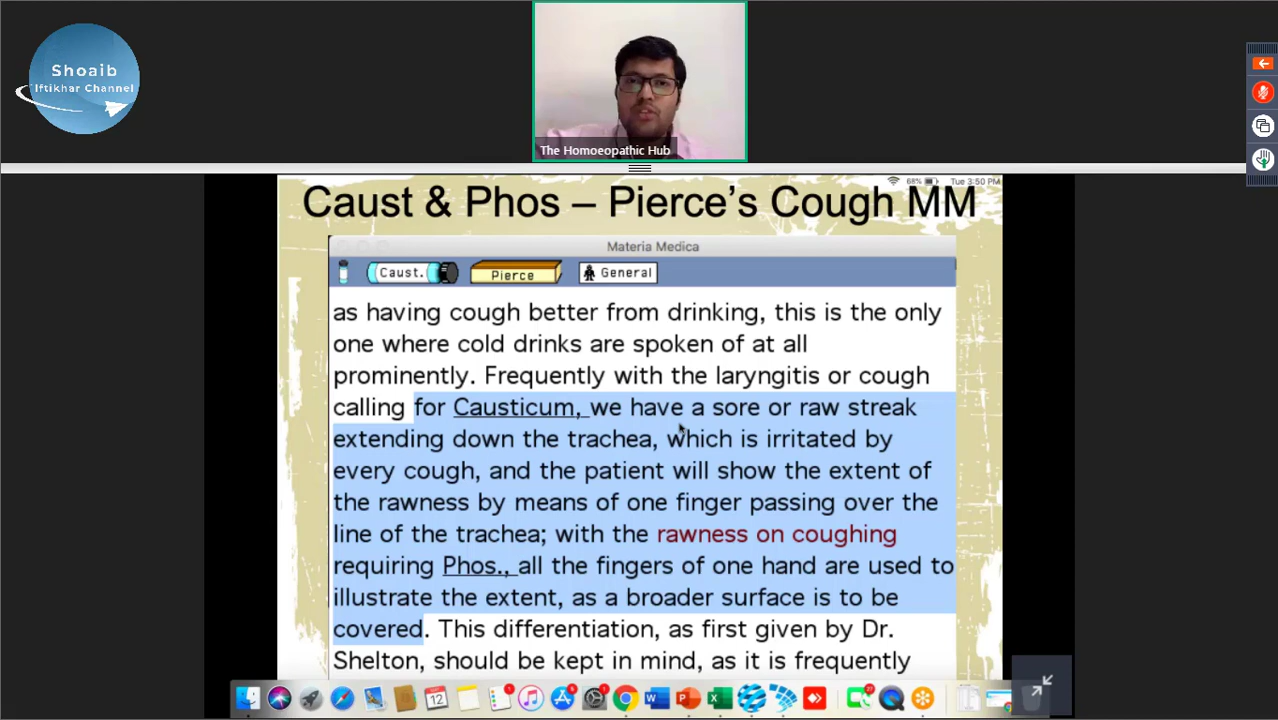 Shoaib
Iftikhar Channel
The Homoeopathic Hub
68%
Tue 3:50 PM
Caust & Phos – Pierce's Cough MM
Materia Medica
Caust.
Pierce
General
as having cough better from drinking, this is the only
one where cold drinks are spoken of at all
prominently. Frequently with the laryngitis or cough
calling for Causticum, we have a sore or raw streak
extending down the trachea, which is irritated by
every cough, and the patient will show the extent of
the rawness by means of one finger passing over the
line of the trachea; with the rawness on coughing
requiring Phos., all the fingers of one hand are used to
illustrate the extent, as a broader surface is to be
covered. This differentiation, as first given by Dr.
Shelton, should be kept in mind, as it is frequently
12